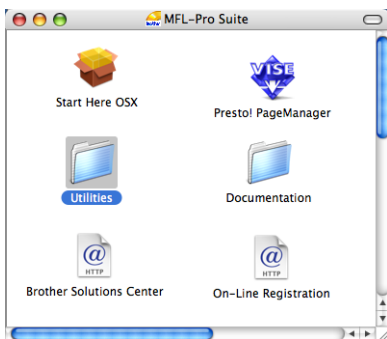 MFL-Pro Suite
Start Here OSX
VISE
Presto! PageManager
Utilities
Documentation
@
HTTP
Brother Solutions Center
@
HTTP
On-Line Registration